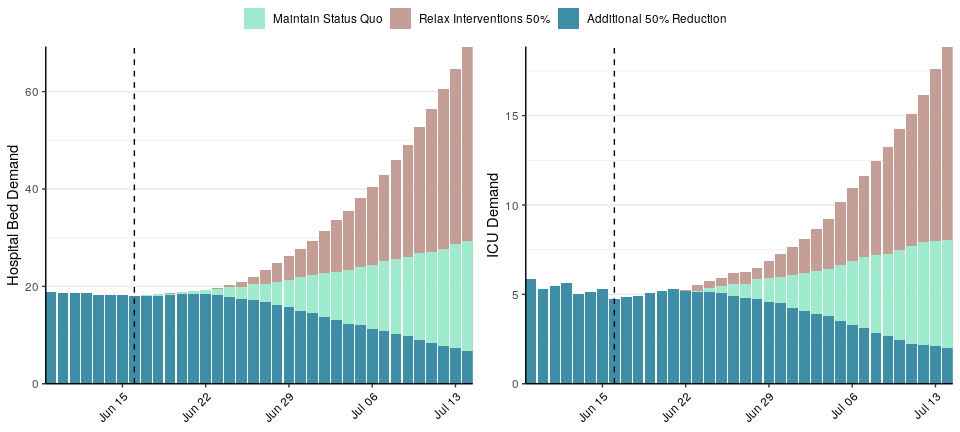 Maintain Status Quo Relax Interventions 50% Additional 50% Reduction
Hospital Bed Demand
60
40
20
0
Jun 15 Jun 22 Jun 29 Jul 06 Jul 13
ICU Demand
15
10
5
0
Jun 15 Jun 22 Jun 29 Jul 06 Jul 13